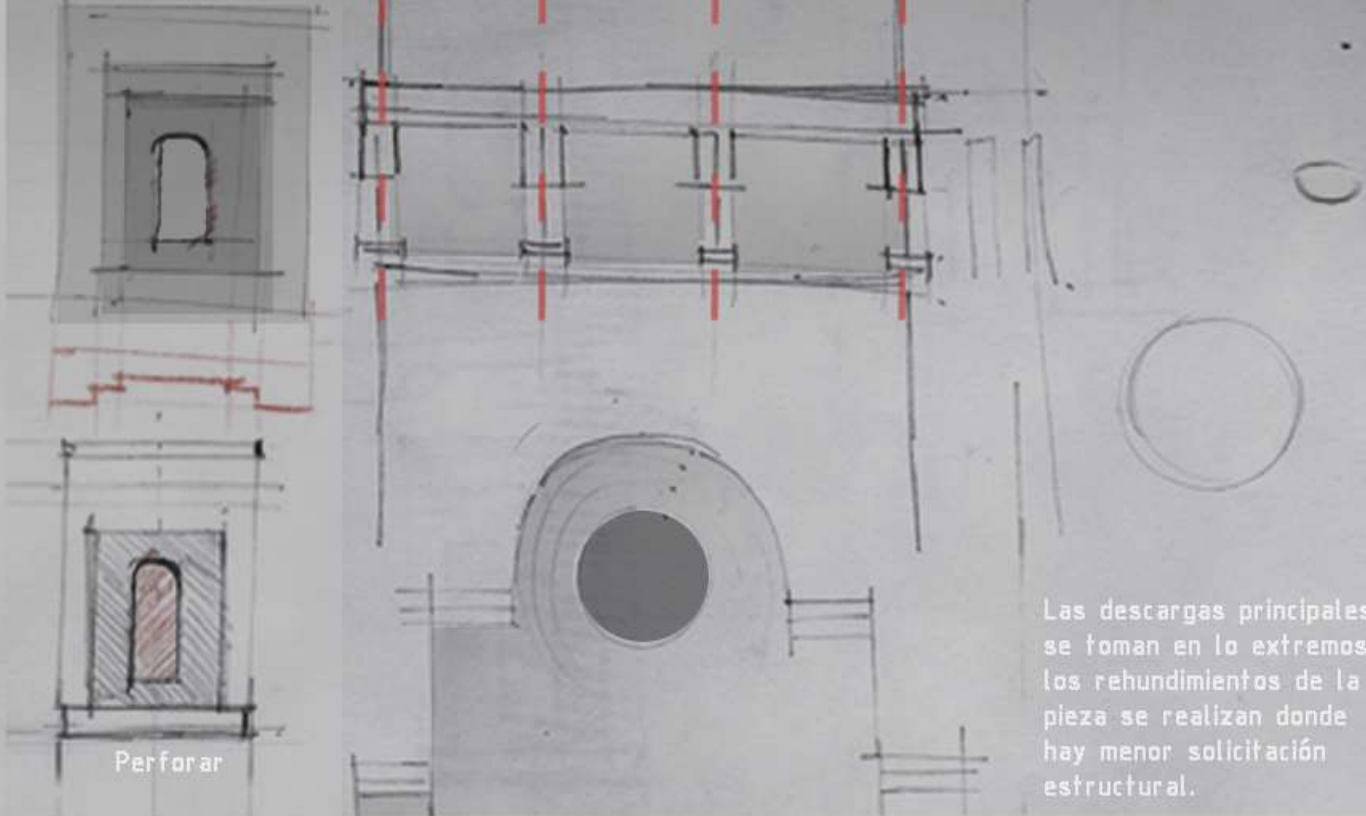 Perforar
Las descargas principales
se toman en lo extremos
los rehundimientos de la
pieza se realizan donde
hay menor solicitación
estructural.